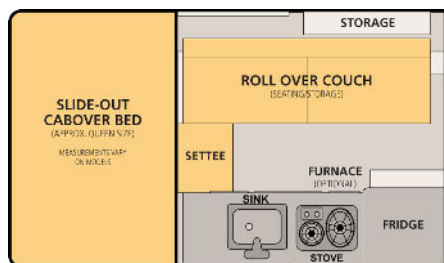 STORAGE
ROLL OVER COUCH
(SEATING/STORAGE)
SLIDE-OUT
CABOVER BED
(APPROX. QUEEN SIZE)
MEASUREMENTS VARY
ON MODELS
SETTEE
FURNACE
(OPTIONAL)
SINK
FRIDGE
STOVE